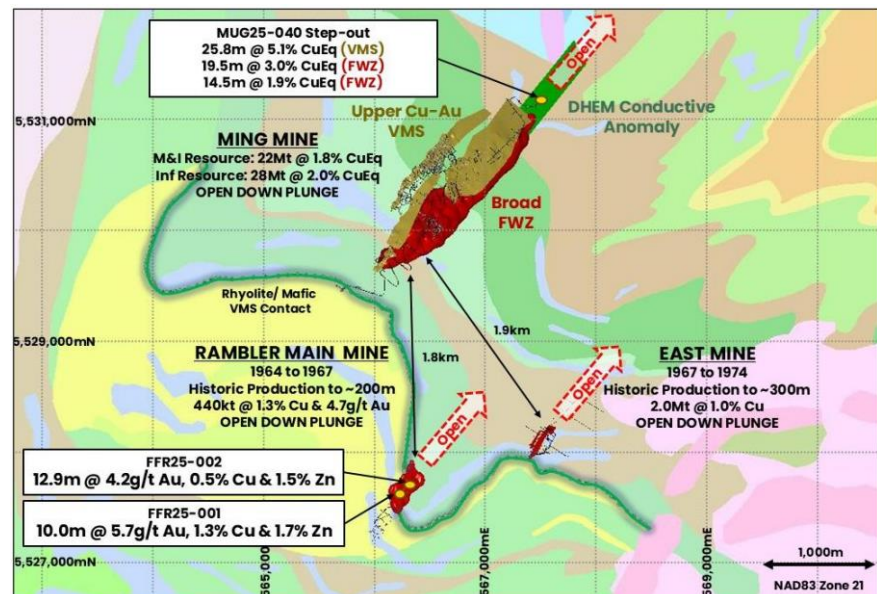 MUG25-040 Step-out
25.8m @ 5.1% CuEq (VMS)
19.5m @ 3.0% CuEq (FWZ)
14.5m @ 1.9% CuEq (FWZ)
Open
5,531,000mN
Upper Cu-Au
VMS
DHEM Conductive
Anomaly
MING MINE
M&I Resource: 22Mt @ 1.8% CuEq
Inf Resource: 28Mt @ 2.0% CuEq
OPEN DOWN PLUNGE
Broad
FWZ
Rhyolite/ Mafic
VMS Contact
1.9km
5,529,000mN
1.8km
RAMBLER MAIN MINE
1964 to 1967
Historic Production to ~200m
440kt @ 1.3% Cu & 4.7g/t Au
OPEN DOWN PLUNGE
Open
Open
EAST MINE
1967 to 1974
Historic Production to ~300m
2.0Mt @ 1.0% Cu
OPEN DOWN PLUNGE
FFR25-002
12.9m @ 4.2g/t Au, 0.5% Cu & 1.5% Zn
FFR25-001
10.0m @ 5.7g/t Au, 1.3% Cu & 1.7% Zn
5,527,000mN
565,000mE
567,000mE
569,000mE
1,000m
NAD83 Zone 21